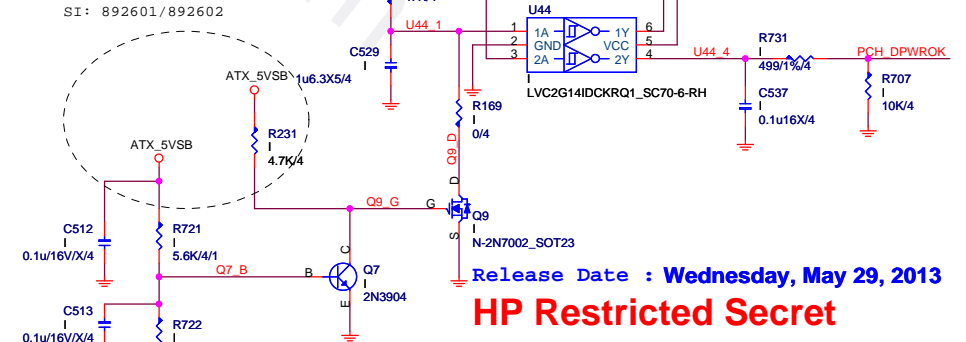 SI: 892601/892602
U44
U44_1
1
2
3
1A
GND
2A
1Y
VCC
2Y
6
5
4
LVC2G14IDCKRQ1_SC70-6-RH
U44_4
R731
499/1%/4
PCH_DPWROK
R707
10K/4
C537
0.1u16X/4
C529
1u6.3X5/4
ATX_5VSB
R231
4.7K/4
R169
0/4
Q9_D
ATX_5VSB
D
Q9_G
G
Q9
S
N-2N7002_SOT23
C512
0.1u/16V/X/4
R721
5.6K/4/1
Q7_B
B
C
E
Q7
2N3904
C513
0.1u/16V/X/4
R722
Release Date : Wednesday, May 29, 2013
HP Restricted Secret